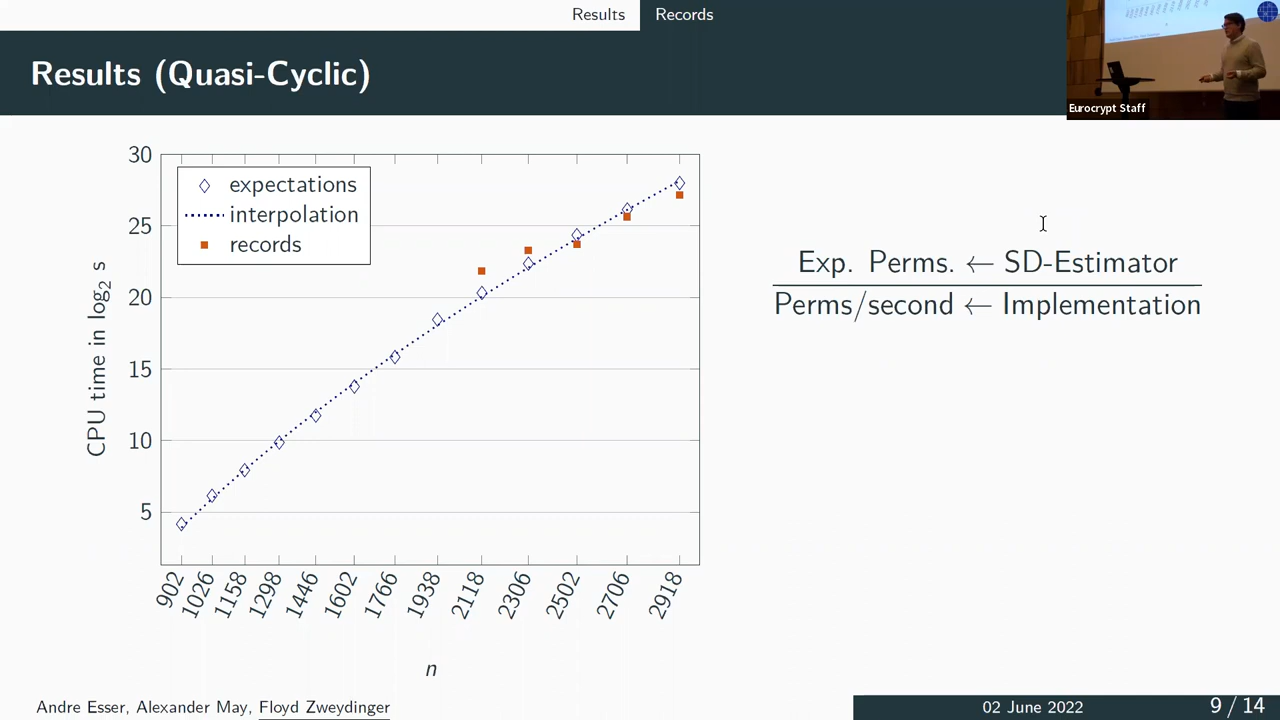 Results Records
Results (Quasi-Cyclic)
Eurocrypt Staff
30
25
20
15
10
5
CPU time in log₂ s
expectations
interpolation
records
902 1026 1158 1298 1446 1602 1766 1938 2118 2306 2502 2706 2918
n
Exp. Perms. ← SD-Estimator
Perms/second ← Implementation
Andre Esser, Alexander May, Floyd Zweydinger
02 June 2022
9 / 14